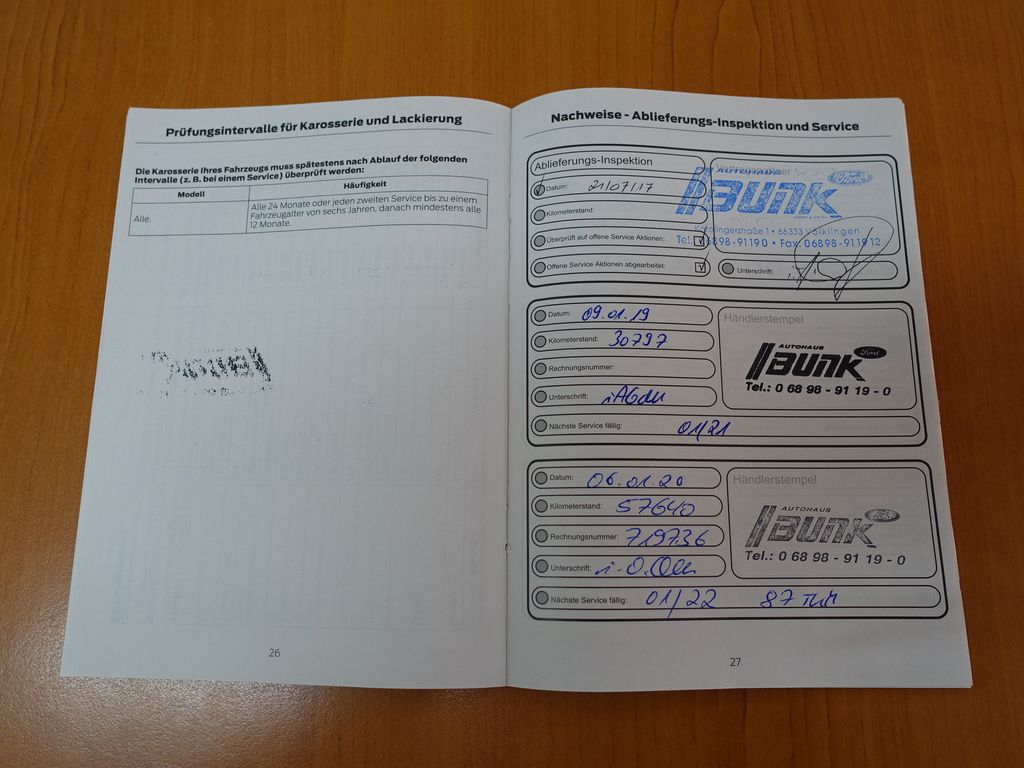 Prüfungsintervalle für Karosserie und Lackierung
Die Karosserie Ihres Fahrzeugs muss spätestens nach Ablauf der folgenden
Intervalle (z. B. bei einem Service) überprüft werden:
Modell
Häufigkeit
Alle.
Alle 24 Monate oder jeden zweiten Service bis zu einem
Fahrzeugalter von sechs Jahren, danach mindestens alle
12 Monate.
26
Nachweise - Ablieferungs-Inspektion und Service
Ablieferungs-Inspektion
Datum: 21/07/17
Kilometerstand:
Überprüft auf offene Service Aktionen:
Offene Service Aktionen abgearbeitet:
AUTOHAUS
BUNK
Ford
1 • 66333 Völklingen
Tel. 06898-91190 • Fax: 06898-911912
Unterschrift:
Datum: 09.01.19
Kilometerstand: 30797
Rechnungsnummer:
Unterschrift:
Nächste Service fällig: 01/21
Händlerstempel
AUTOHAUS
BUNK
Ford
Tel.: 0 68 98 - 91 19 - 0
Datum: 06.01.20
Kilometerstand: 57640
Rechnungsnummer: 719736
Unterschrift:
Nächste Service fällig: 01/22 87
Händlerstempel
AUTOHAUS
BUNK
Ford
Tel.: 0 68 98 - 91 19 - 0
27